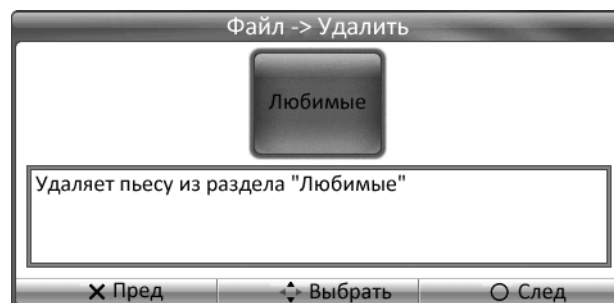 Файл -> Удалить
Любимые
Удаляет пьесу из раздела "Любимые"
Пред Выбрать След